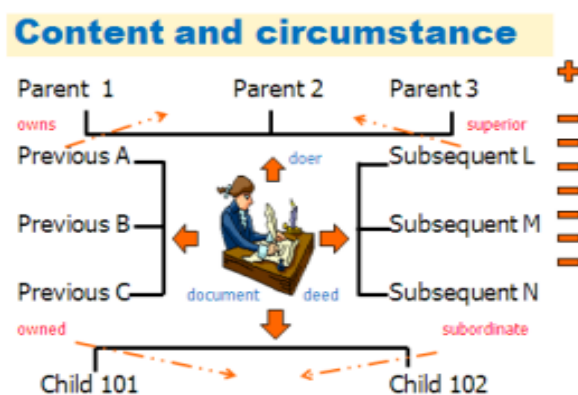 Content and circumstance
Parent 1 Parent 2 Parent 3
owns superior
Previous A doer Subsequent L
Previous B Subsequent M
Previous C document deed Subsequent N
owned subordinate
Child 101 Child 102